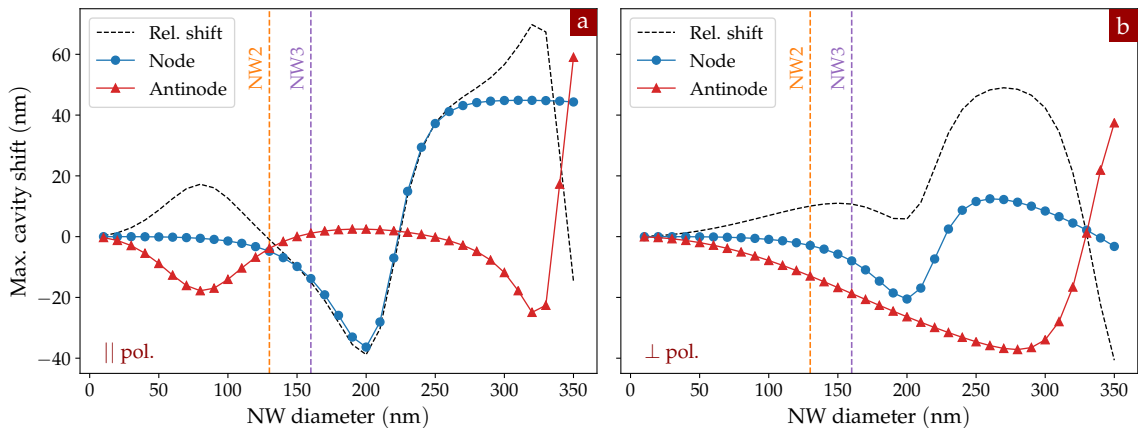 a
Rel. shift
Node
Antinode
NW2
NW3
|| pol.
Max. cavity shift (nm)
60
40
20
0
−20
−40
0 50 100 150 200 250 300 350
NW diameter (nm)
b
Rel. shift
Node
Antinode
NW2
NW3
⊥ pol.
0 50 100 150 200 250 300 350
NW diameter (nm)